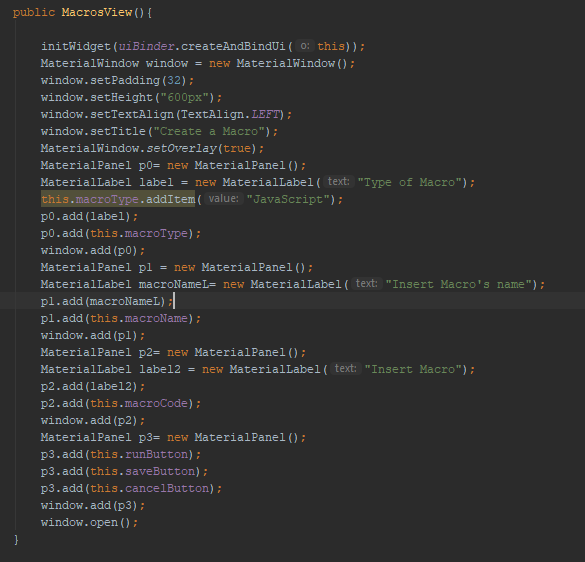 public MacrosView(){
initWidget(uiBinder.createAndBindUi( o: this));
MaterialWindow window = new MaterialWindow();
window.setPadding(32);
window.setHeight("600px");
window.setTextAlign(TextAlign.LEFT);
window.setTitle("Create a Macro");
MaterialWindow.setOverlay(true);
MaterialPanel p0= new MaterialPanel();
MaterialLabel label = new MaterialLabel( text: "Type of Macro");
this.macroType.addItem( value: "JavaScript");
p0.add(label);
p0.add(this.macroType);
window.add(p0);
MaterialPanel p1 = new MaterialPanel();
MaterialLabel macroNameL= new MaterialLabel( text: "Insert Macro's name");
p1.add(macroNameL);
p1.add(this.macroName);
window.add(p1);
MaterialPanel p2= new MaterialPanel();
MaterialLabel label2 = new MaterialLabel( text: "Insert Macro");
p2.add(label2);
p2.add(this.macroCode);
window.add(p2);
MaterialPanel p3= new MaterialPanel();
p3.add(this.runButton);
p3.add(this.saveButton);
p3.add(this.cancelButton);
window.add(p3);
window.open();
}